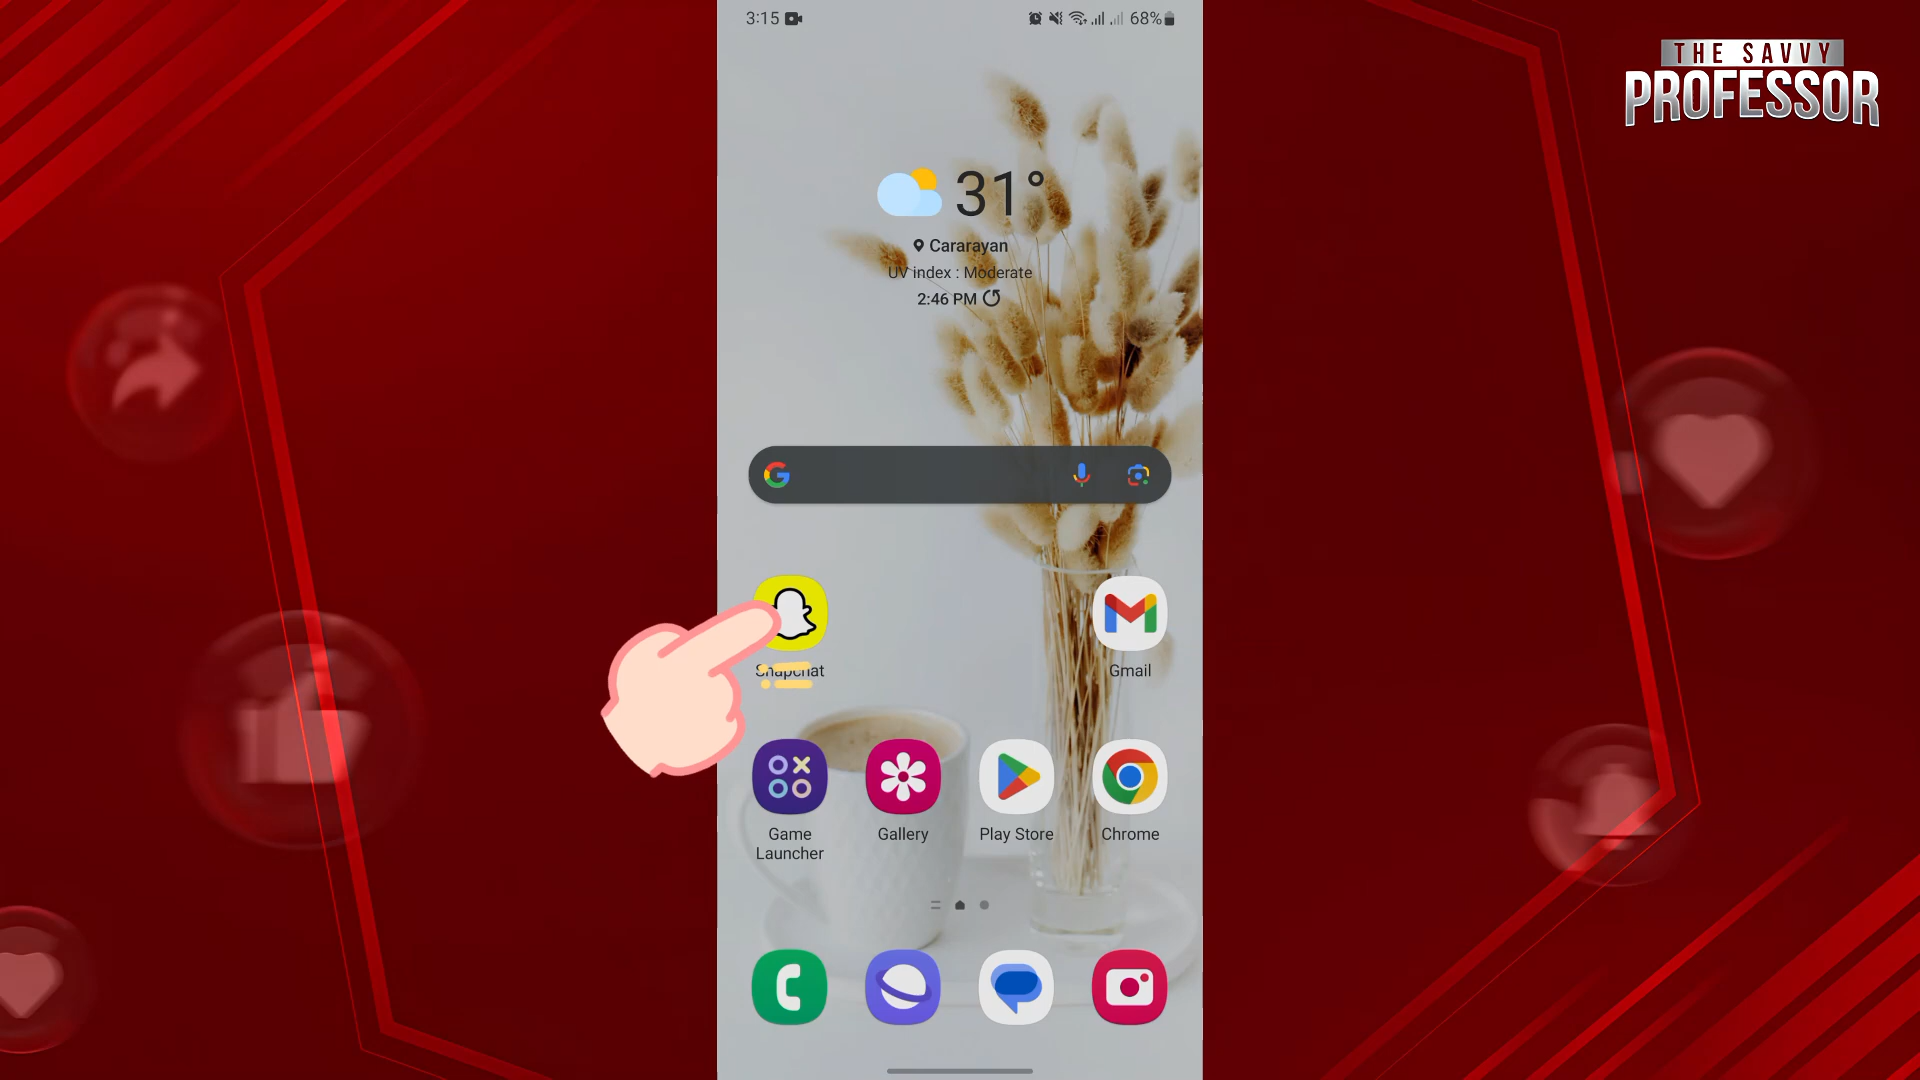 3:15
68%
THE SAVVY
PROFESSOR
31°
Cararayan
UV index : Moderate
2:46 PM
Snapchat
Gmail
Game
Launcher
Gallery
Play Store
Chrome